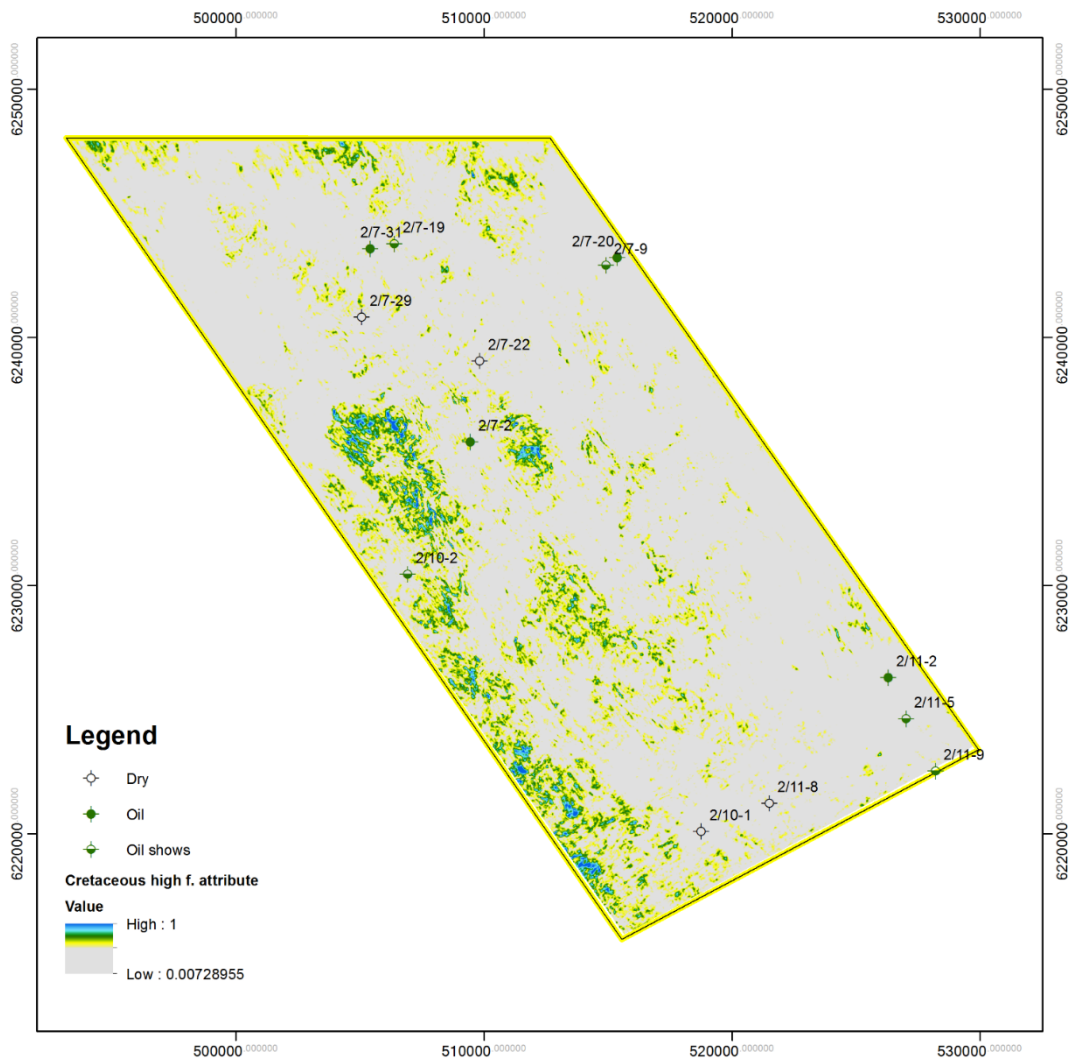 500000.000000 510000.000000 520000.000000 530000.000000
6250000.000000 6250000.000000
2/7-31 2/7-19
2/7-20 2/7-9
2/7-29
6240000.000000 6240000.000000
2/7-22
2/7-2
2/10-2
6230000.000000 6230000.000000
2/11-2
2/11-5
Legend
2/11-9
Dry
2/11-8
2/10-1
Oil
6220000.000000 6220000.000000
Oil shows
Cretaceous high f. attribute
Value
High : 1
Low : 0.00728955
500000.000000 510000.000000 520000.000000 530000.000000